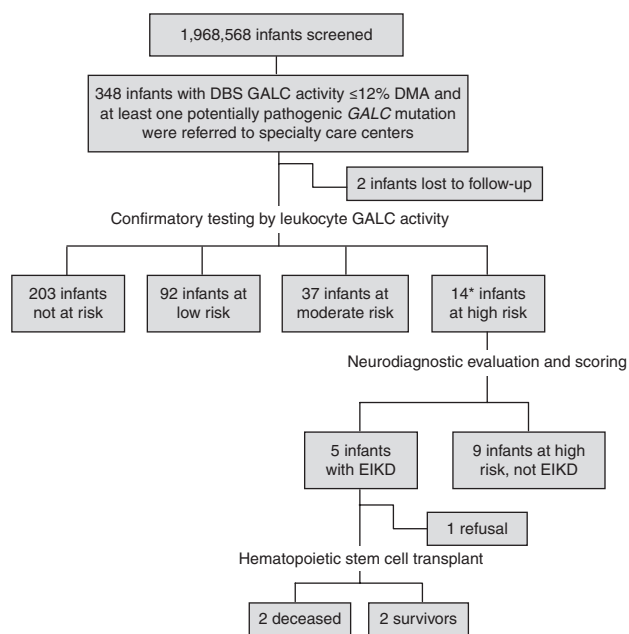 1,968,568 infants screened
348 infants with DBS GALC activity ≤12% DMA and
at least one potentially pathogenic GALC mutation
were referred to specialty care centers
2 infants lost to follow-up
Confirmatory testing by leukocyte GALC activity
203 infants
not at risk
92 infants at
low risk
37 infants at
moderate risk
14* infants
at high risk
Neurodiagnostic evaluation and scoring
5 infants
with EIKD
9 infants at high
risk, not EIKD
1 refusal
Hematopoietic stem cell transplant
2 deceased
2 survivors